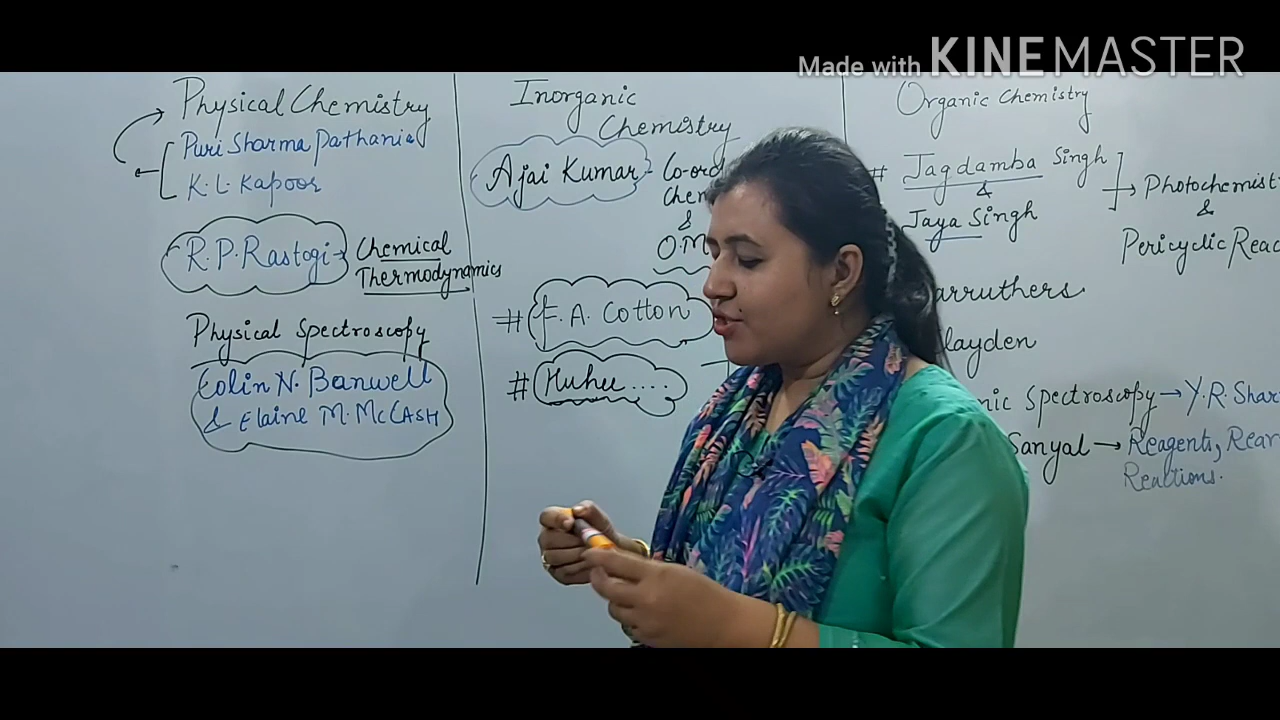 Made with KINEMASTER
Physical Chemistry
Puri Sharma Pathania
K. L. Kapoor
R. P. Rastogi → Chemical
Thermodynamics
Physical Spectroscopy
Colin N. Banwell
& Elaine M. McCASH
Inorganic
Chemistry
Ajai Kumar - Co-ord
Chem
&
OM
# F. A. Cotton
# Huhee....
Organic Chemistry
# Jagdamba Singh
&
Jaya Singh
→ Photochemist
&
Pericyclic Reac
arruthers
layden
nic Spectroscopy → Y. R. Shar
Sanyal → Reagents, Rear
Reactions.